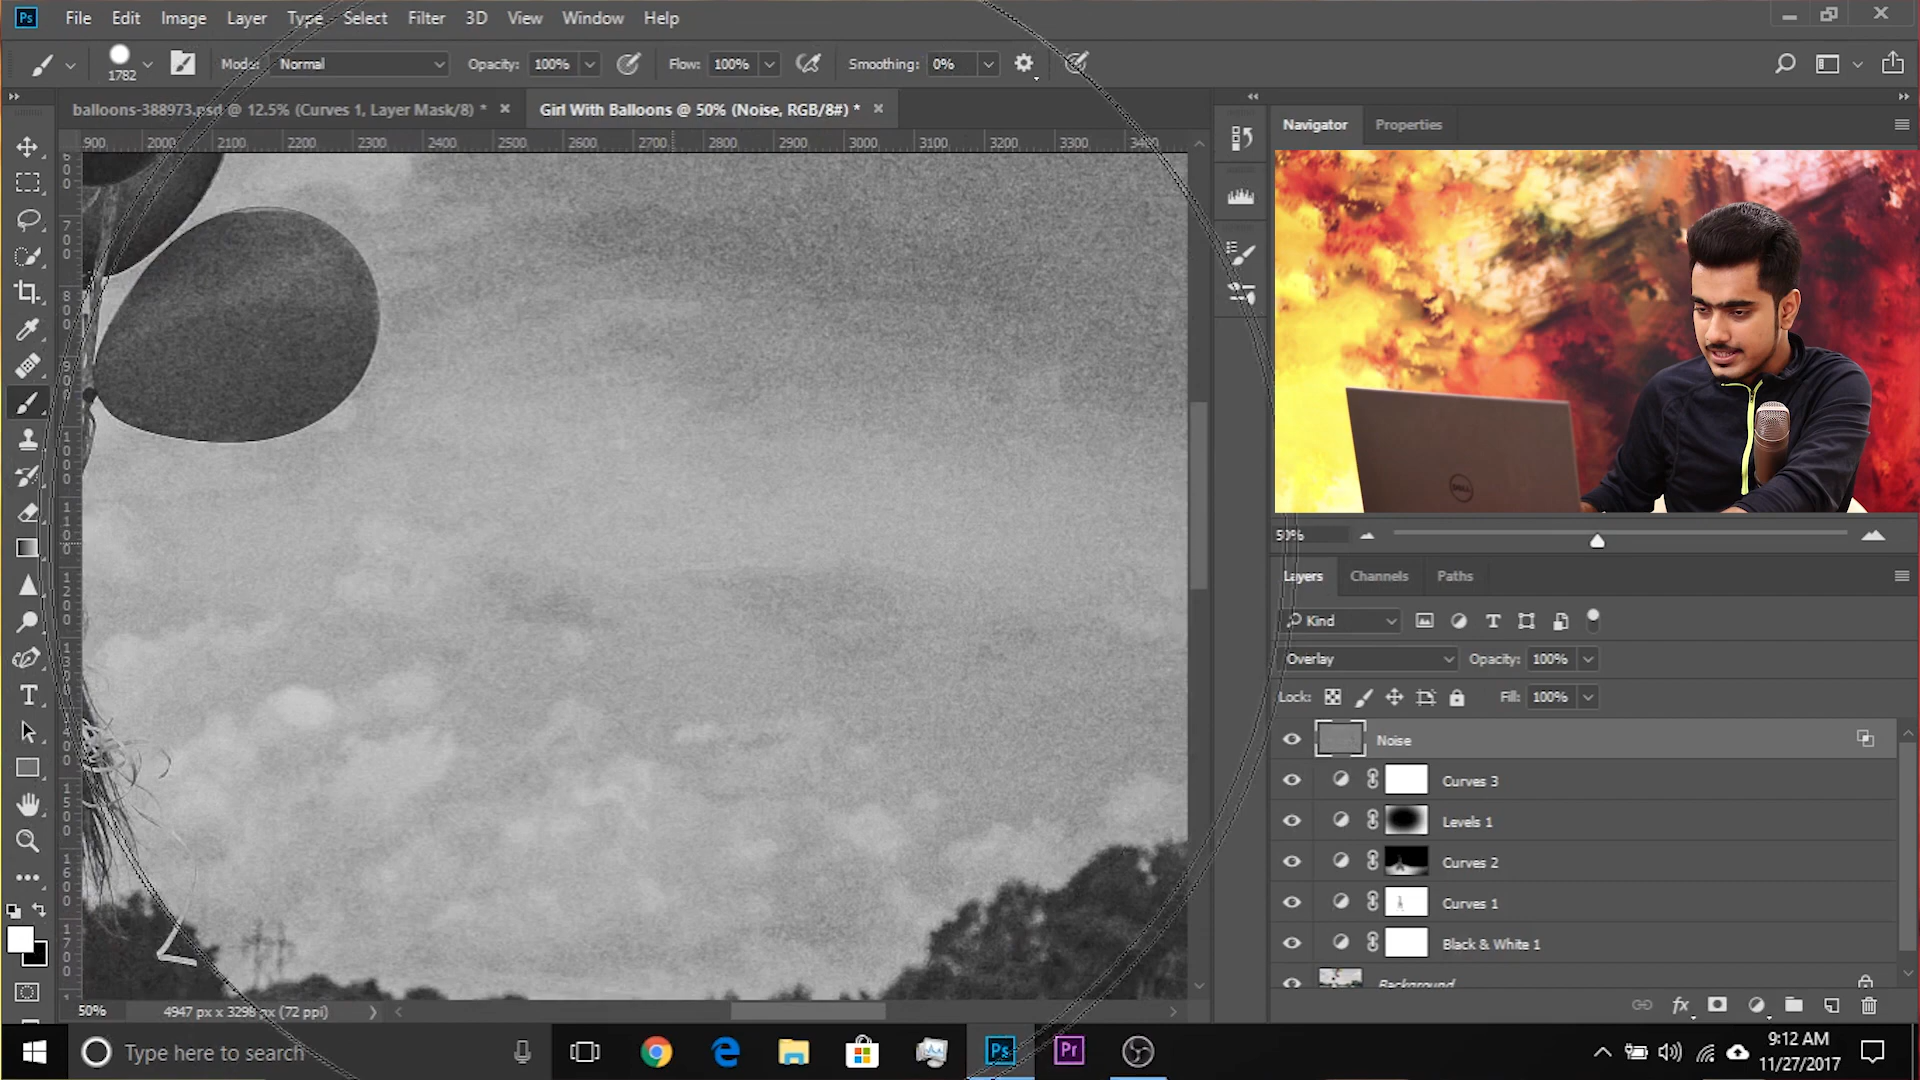 Ps File Edit Image Layer Type Select Filter 3D View Window Help
1782 Mode: Normal Opacity: 100% Flow: 100% Smoothing: 0%
balloons-388973.psd @ 12.5% (Curves 1, Layer Mask/8) * Girl With Balloons @ 50% (Noise, RGB/8#) *
900 2000 2100 2200 2300 2400 2500 2600 2700 2800 2900 3000 3100 3200 3300 3400
Navigator Properties
DELL
50%
Layers Channels Paths
Kind
Overlay Opacity: 100%
Lock: Fill: 100%
Noise
Curves 3
Levels 1
Curves 2
Curves 1
Black & White 1
Background
fx
50% 4947 px x 3298 px (72 ppi)
Type here to search
Ps Pr
9:12 AM
11/27/2017